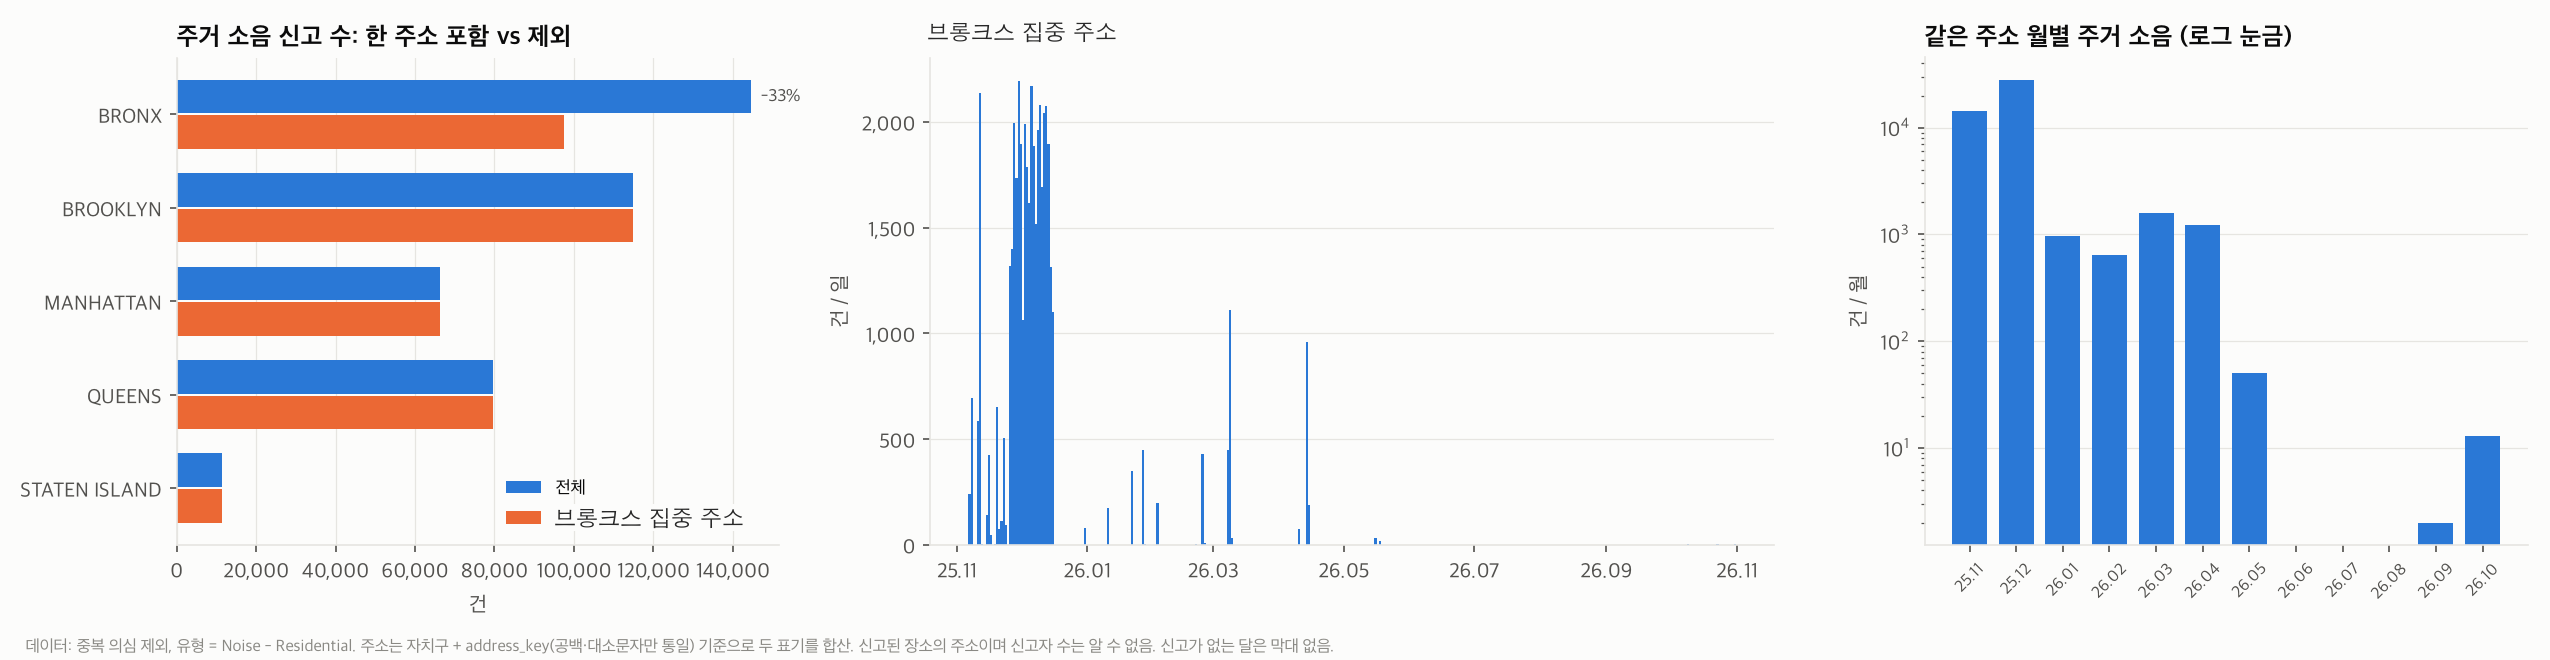 주거 소음 신고 수: 한 주소 포함 vs 제외
BRONX
BROOKLYN
MANHATTAN
QUEENS
STATEN ISLAND
-33%
전체
브롱크스 집중 주소
0 20,000 40,000 60,000 80,000 100,000 120,000 140,000
건
브롱크스 집중 주소
건 / 일
2,000
1,500
1,000
500
0
25.11 26.01 26.03 26.05 26.07 26.09 26.11
같은 주소 월별 주거 소음 (로그 눈금)
건 / 월
10⁴
10³
10²
10¹
25.11 25.12 26.01 26.02 26.03 26.04 26.05 26.06 26.07 26.08 26.09 26.10
데이터: 중복 의심 제외, 유형 = Noise - Residential. 주소는 자치구 + address_key(공백·대소문자만 통일) 기준으로 두 표기를 합산. 신고된 장소의 주소이며 신고자 수는 알 수 없음. 신고가 없는 달은 막대 없음.